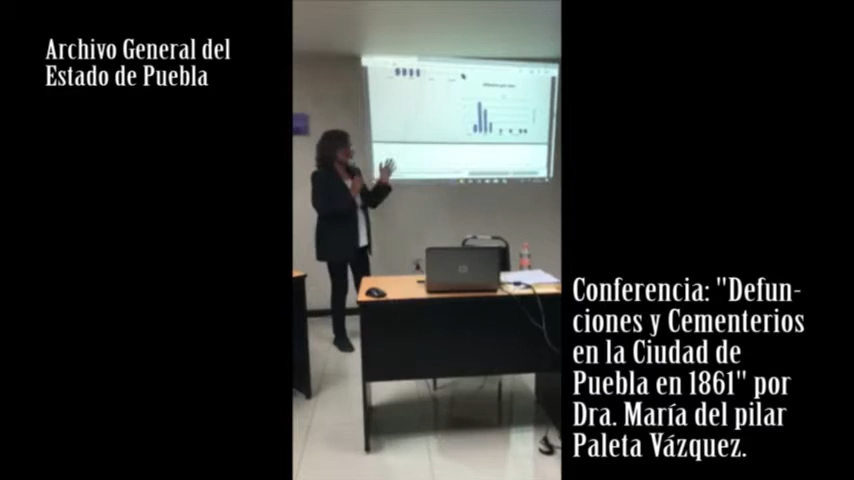 Archivo General del
Estado de Puebla
Conferencia: "Defun-
ciones y Cementerios
en la Ciudad de
Puebla en 1861" por
Dra. María del pilar
Paleta Vázquez.